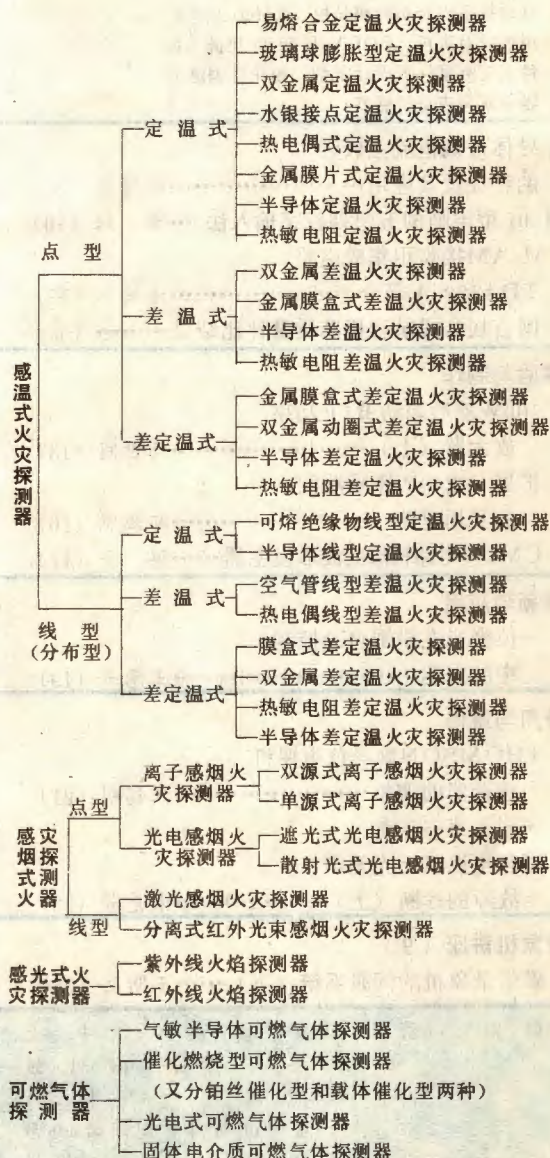 感温式火灾探测器
点 型
定 温 式
易熔合金定温火灾探测器
玻璃球膨胀型定温火灾探测器
双金属定温火灾探测器
水银接点定温火灾探测器
热电偶式定温火灾探测器
金属膜片式定温火灾探测器
半导体定温火灾探测器
热敏电阻定温火灾探测器
差 温 式
双金属差温火灾探测器
金属膜盒式差温火灾探测器
半导体差温火灾探测器
热敏电阻差温火灾探测器
差定温式
金属膜盒式差定温火灾探测器
双金属动圈式差定温火灾探测器
半导体差定温火灾探测器
热敏电阻差定温火灾探测器
线 型
(分布型)
定 温 式
可熔绝缘物线型定温火灾探测器
半导体线型定温火灾探测器
差 温 式
空气管线型差温火灾探测器
热电偶线型差温火灾探测器
差定温式
膜盒式差定温火灾探测器
双金属差定温火灾探测器
热敏电阻差定温火灾探测器
半导体差定温火灾探测器
感烟式火
灾探测器
点型
离子感烟火
灾探测器
双源式离子感烟火灾探测器
单源式离子感烟火灾探测器
光电感烟火
灾探测器
遮光式光电感烟火灾探测器
散射光式光电感烟火灾探测器
线型
激光感烟火灾探测器
分离式红外光束感烟火灾探测器
感光式火
灾探测器
紫外线火焰探测器
红外线火焰探测器
可燃气体
探 测 器
气敏半导体可燃气体探测器
催化燃烧型可燃气体探测器
(又分铂丝催化型和载体催化型两种)
光电式可燃气体探测器
固体电介质可燃气体探测器